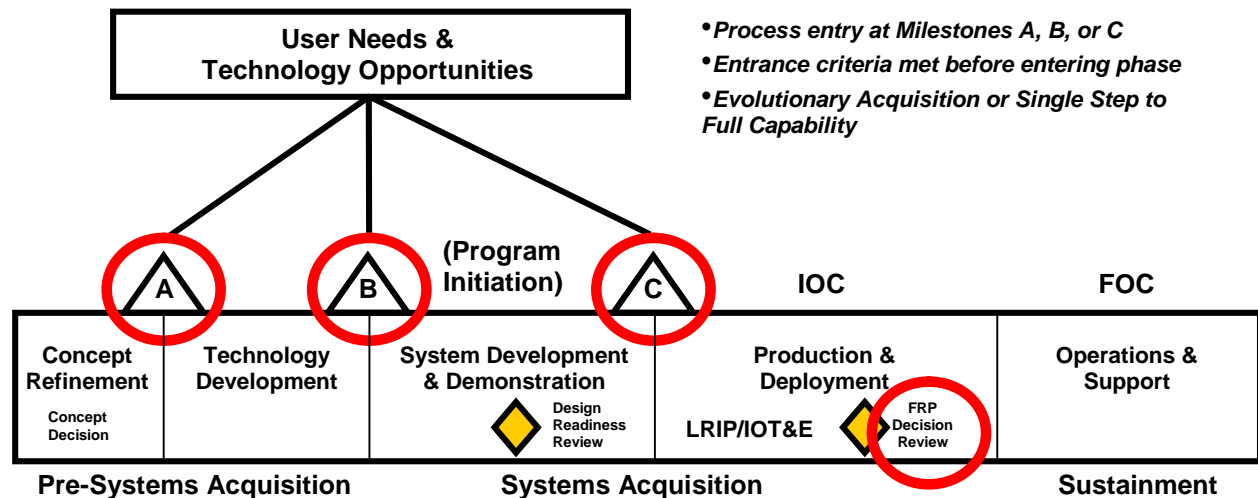 User Needs &
Technology Opportunities
•Process entry at Milestones A, B, or C
•Entrance criteria met before entering phase
•Evolutionary Acquisition or Single Step to
Full Capability
A
B
(Program
Initiation)
C
IOC
FOC
Concept
Refinement
Concept
Decision
Technology
Development
System Development
& Demonstration
Design
Readiness
Review
Production &
Deployment
LRIP/IOT&E
FRP
Decision
Review
Operations &
Support
Pre-Systems Acquisition
Systems Acquisition
Sustainment